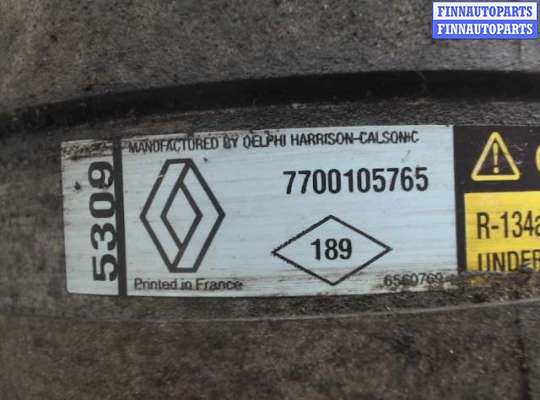 FINNAUTOPARTS
FINNAUTOPARTS
MANUFACTURED BY DELPHI HARRISON-CALSONIC
5309
7700105765
189
R-134a
UNDER
Printed in France
6560769